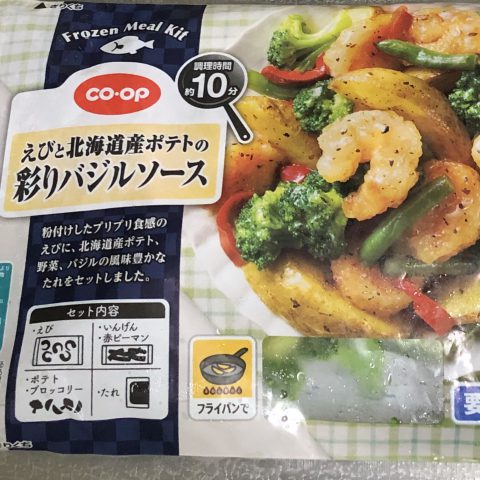 ▲きりくち
Frozen Meal Kit
調理時間
約10分
CO·OP
えびと北海道産ポテトの
彩りバジルソース
粉付けしたプリプリ食感の
えびに、北海道産ポテト、
野菜、バジルの風味豊かな
たれをセットしました。
セット内容
・えび
・いんげん
・赤ピーマン
・ポテト
・ブロッコリー
・たれ
フライパンで
要